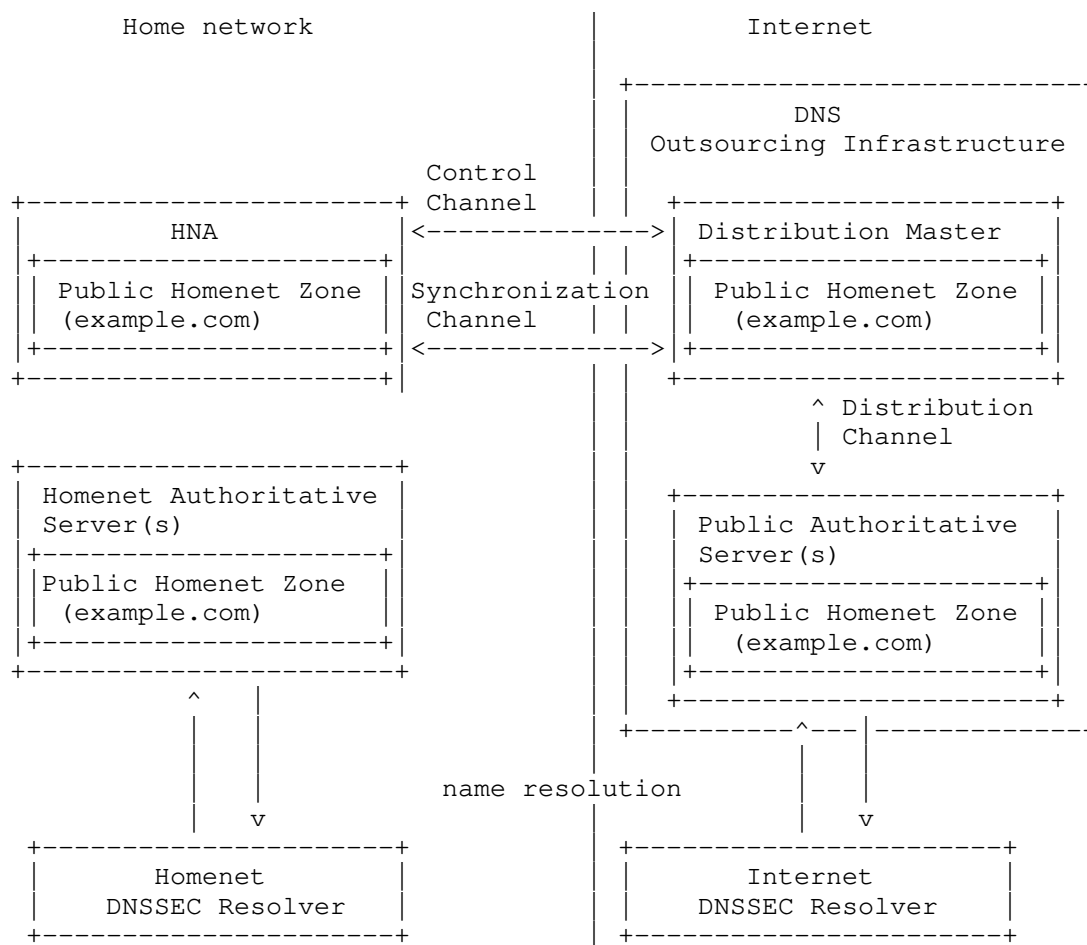 Home network
Internet
DNS
Outsourcing Infrastructure
Control
Channel
HNA
Distribution Master
Public Homenet Zone
(example.com)
Synchronization
Channel
Public Homenet Zone
(example.com)
Distribution
Channel
Homenet Authoritative
Server(s)
Public Homenet Zone
(example.com)
Public Authoritative
Server(s)
Public Homenet Zone
(example.com)
name resolution
Homenet
DNSSEC Resolver
Internet
DNSSEC Resolver